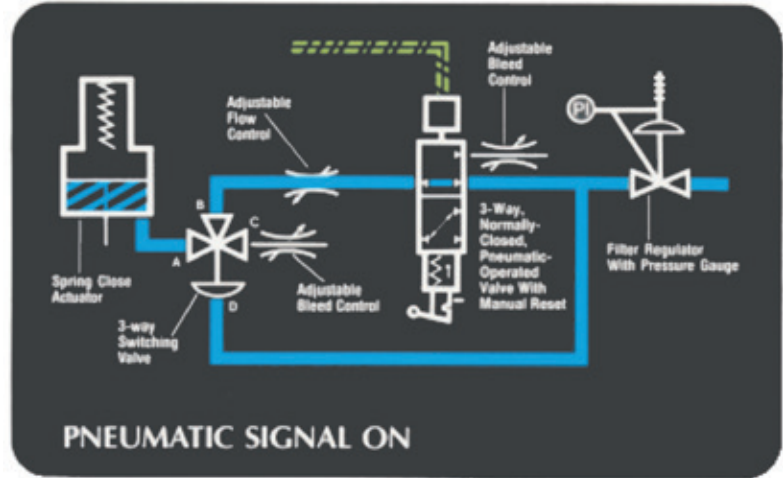 Adjustable
Bleed
Control
Adjustable
Flow
Control
PI
B
C
A
D
1
3-Way,
Normally-
Closed,
Pneumatic-
Operated
Valve With
Manual Reset
Filter Regulator
With Pressure Gauge
Spring Close
Actuator
Adjustable
Bleed Control
3-way
Switching
Valve
PNEUMATIC SIGNAL ON